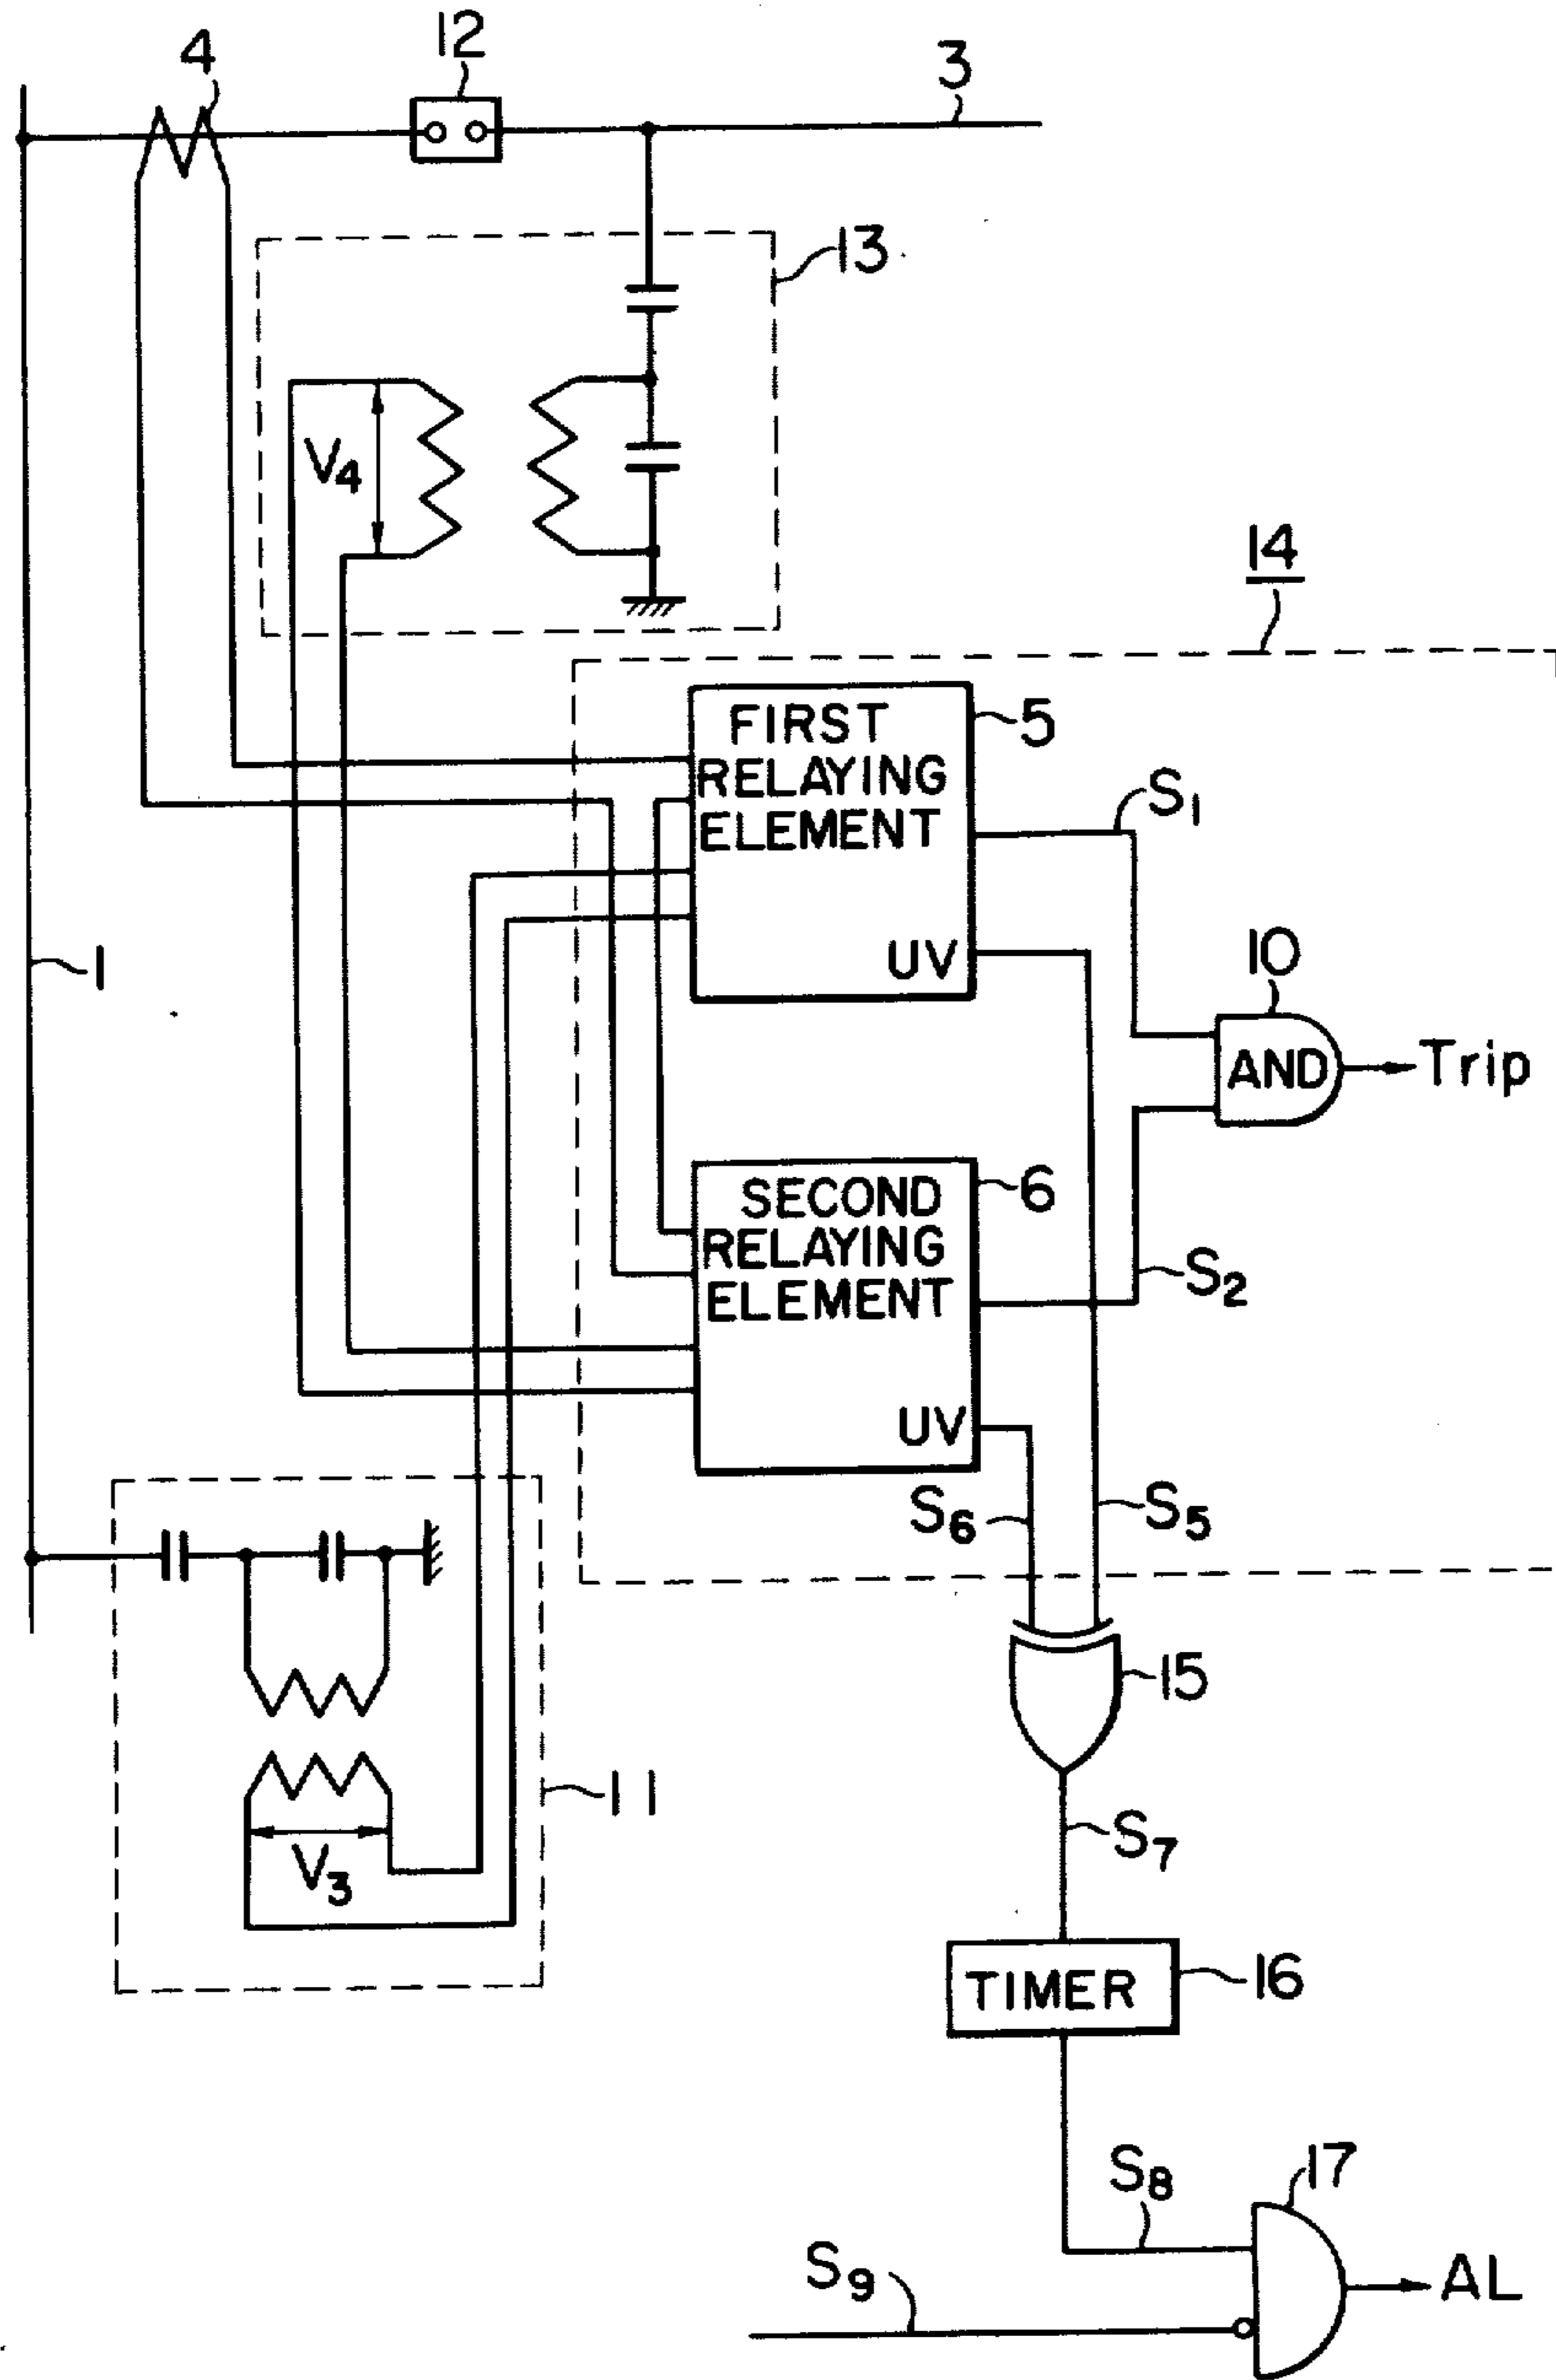 4
12
3
13
V4
14
FIRST
RELAYING
ELEMENT
UV
5
S1
1
10
AND
Trip
SECOND
RELAYING
ELEMENT
UV
6
S2
S6
S5
15
11
V3
S7
TIMER
16
S8
17
S9
AL